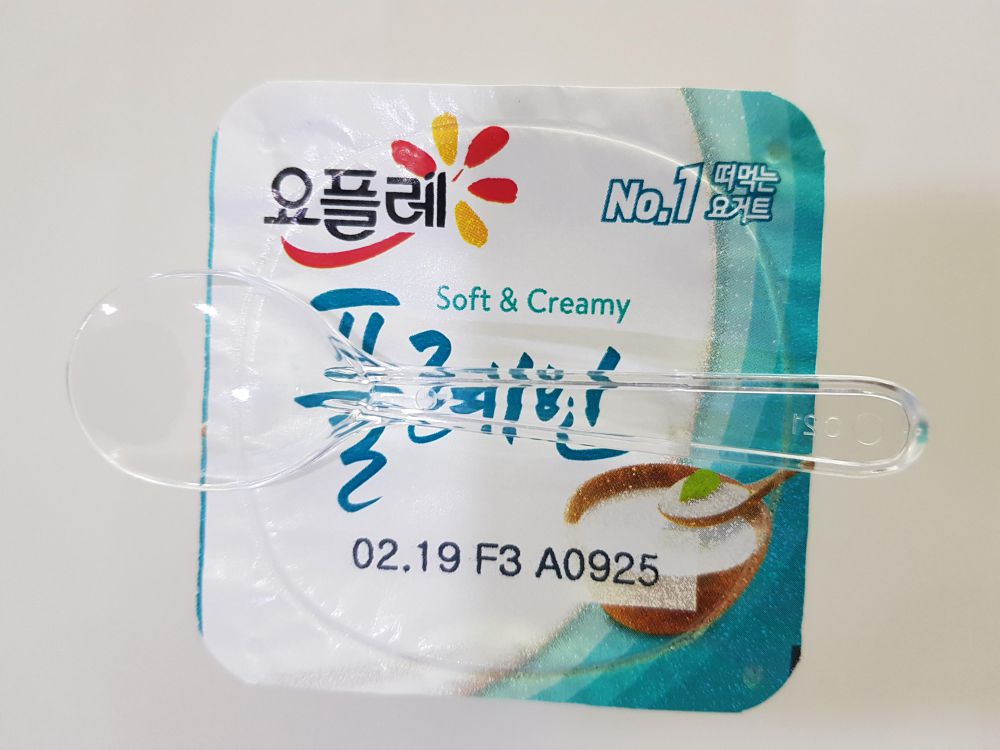 요플레
No.1 떠먹는
요거트
Soft & Creamy
플레인
02.19 F3 A0925